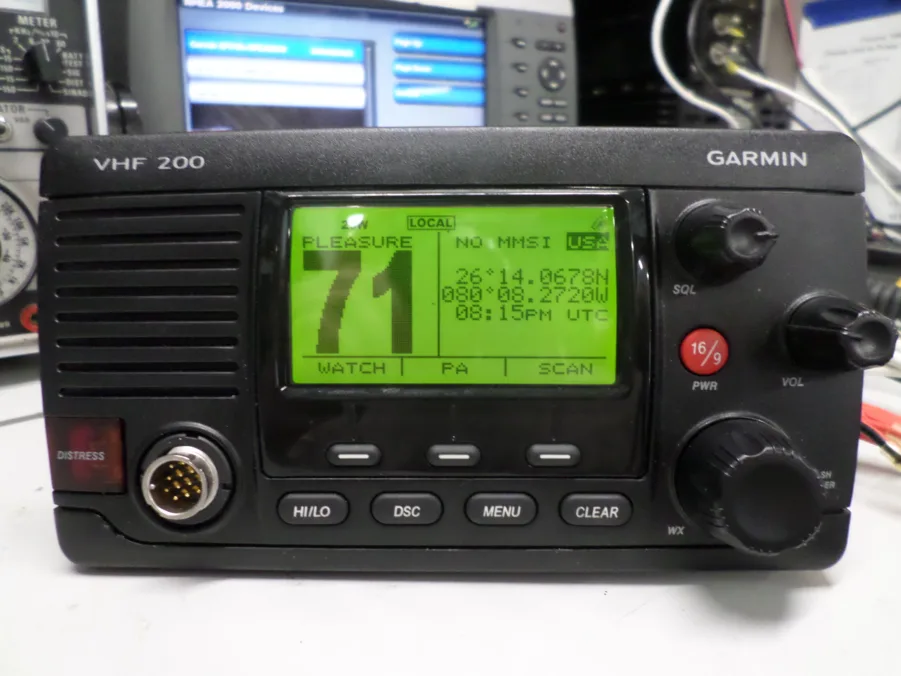 METER
NMEA 2000 Devices
VHF 200
GARMIN
25W LOCAL
PLEASURE
NO MMSI USA
71
26°14.0678N
080°08.2720W
08:15PM UTC
WATCH PA SCAN
SQL
16/9
PWR
VOL
DISTRESS
HI/LO
DSC
MENU
CLEAR
WX